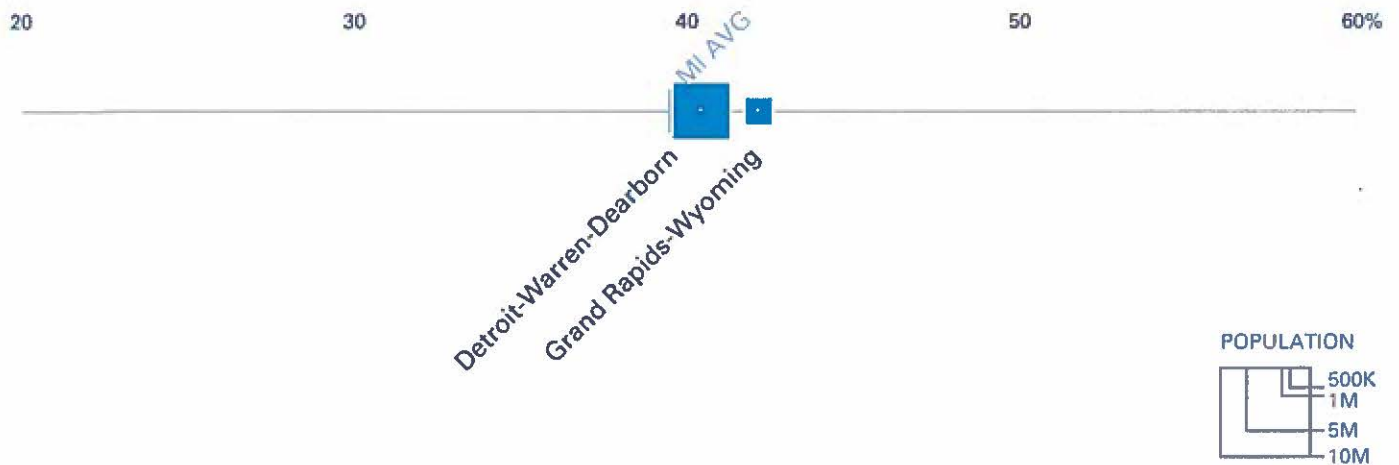 20 30 40 50 60%
MI AVG
Detroit-Warren-Dearborn
Grand Rapids-Wyoming
POPULATION
500K
1M
5M
10M